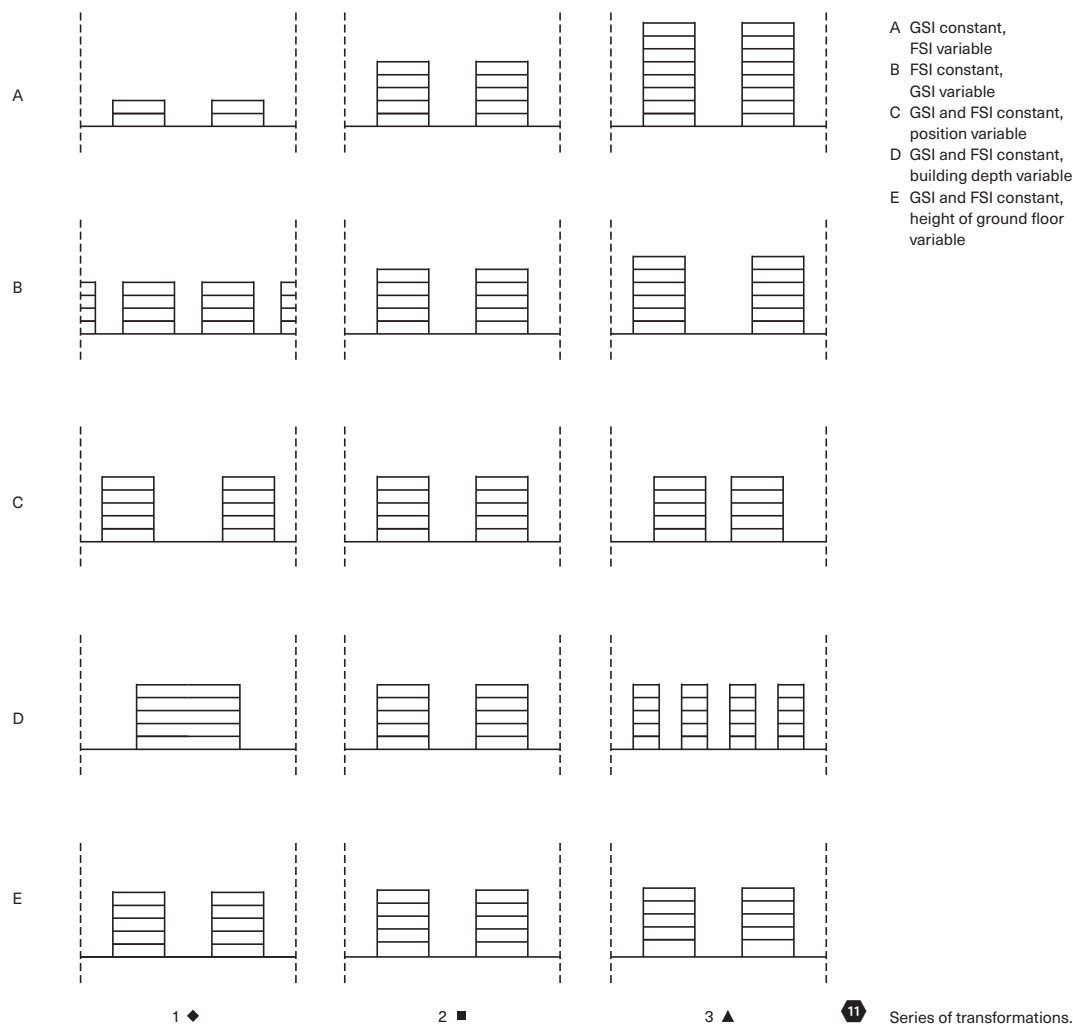 A GSI constant,
FSI variable
B FSI constant,
GSI variable
C GSI and FSI constant,
position variable
D GSI and FSI constant,
building depth variable
E GSI and FSI constant,
height of ground floor
variable
A
B
C
D
E
1 ◆ 2 ■ 3 ▲
11 Series of transformations.